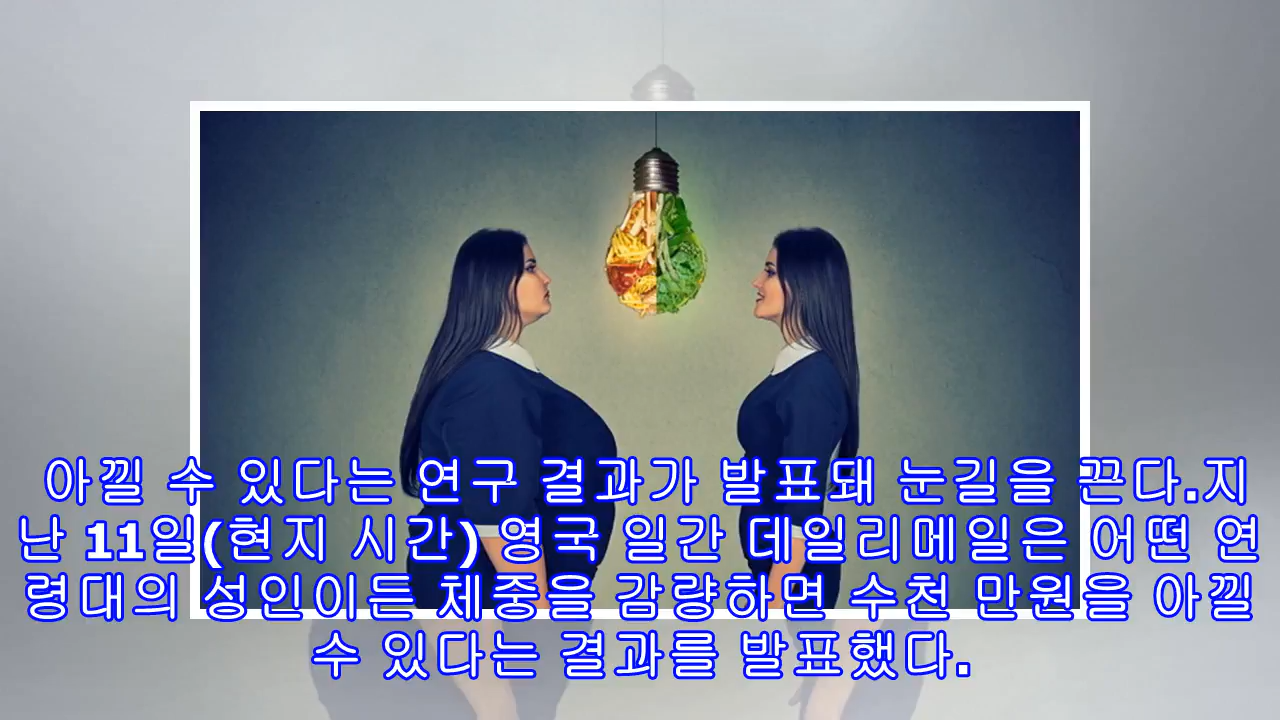 아낄 수 있다는 연구 결과가 발표돼 눈길을 끈다.지
난 11일(현지 시간) 영국 일간 데일리메일은 어떤 연
령대의 성인이든 체중을 감량하면 수천 만원을 아낄
수 있다는 결과를 발표했다.